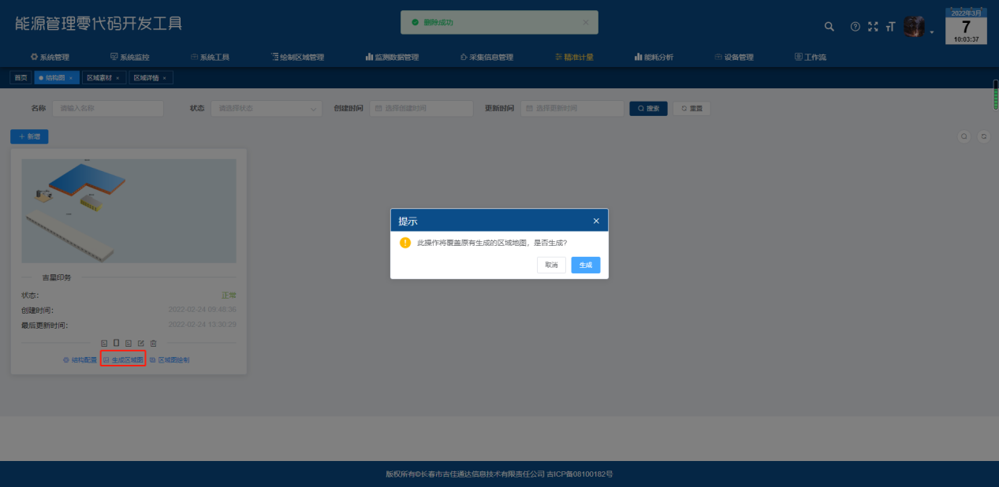 能源管理零代码开发工具
删除成功
2022年3月
7
10:03:37
系统管理 系统监控 系统工具 绘制区域管理 监测数据管理 采集信息管理 精准计量 能耗分析 设备管理 工作流
首页 结构图 × 区域素材 × 区域详情 ×
名称 请输入名称 状态 请选择状态 创建时间 选择创建时间 更新时间 选择更新时间 搜索 重置
+ 新增
提示
此操作将覆盖原有生成的区域地图，是否生成?
取消 生成
吉星印务
状态: 正常
创建时间: 2022-02-24 09:48:36
最后更新时间: 2022-02-24 13:30:29
结构配置 生成区域图 区域图绘制
版权所有©长春市吉佳通达信息技术有限责任公司 吉ICP备08100182号